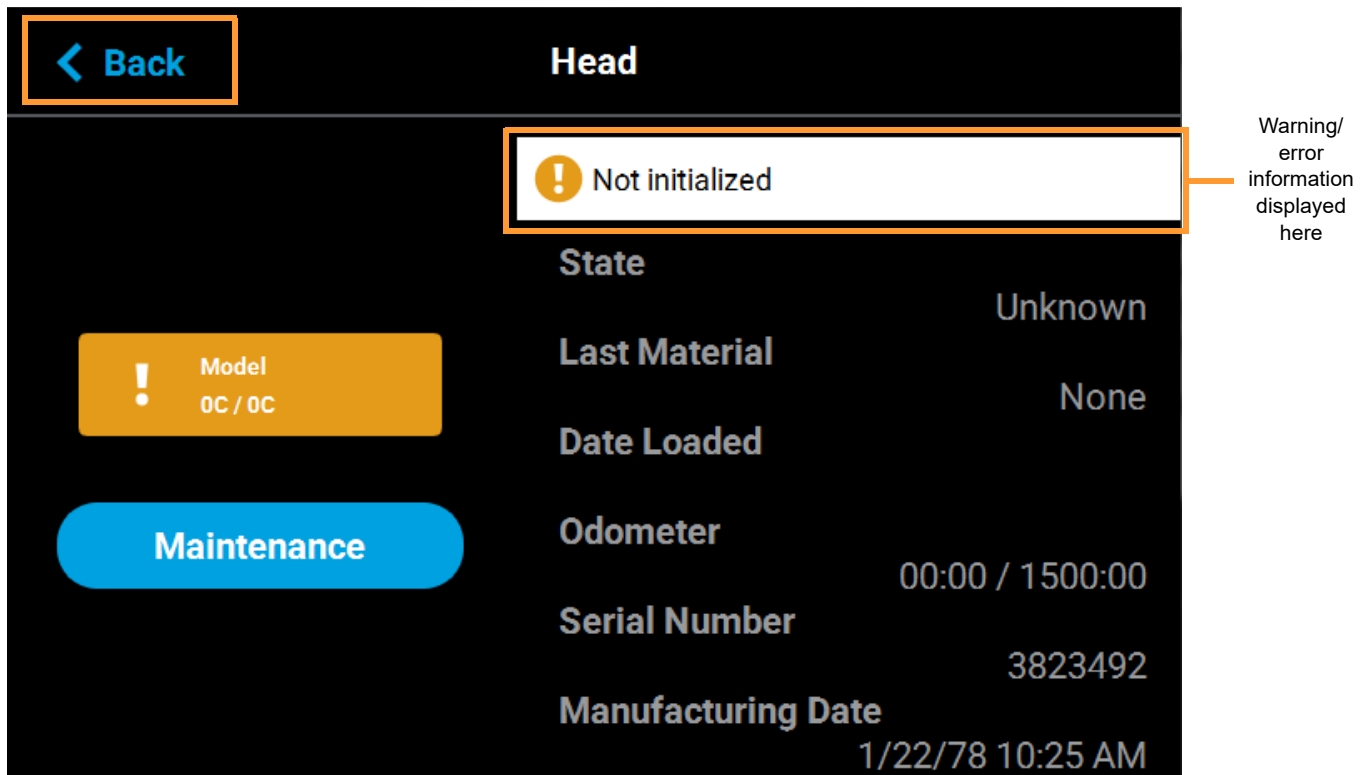 Back
Head
Not initialized
Warning/
error
information
displayed
here
State
Unknown
Last Material
None
Date Loaded
Odometer
00:00 / 1500:00
Serial Number
3823492
Manufacturing Date
1/22/78 10:25 AM
Model
0C / 0C
Maintenance